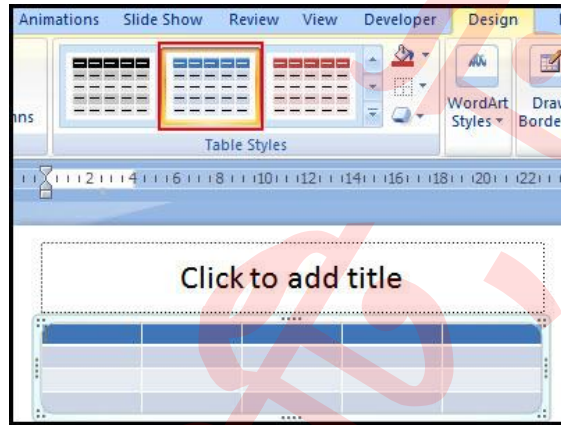 Animations Slide Show Review View Developer Design
nns
WordArt Styles
Draw Borde
Table Styles
2 4 6 8 10 12 14 16 18 20 22
Click to add title